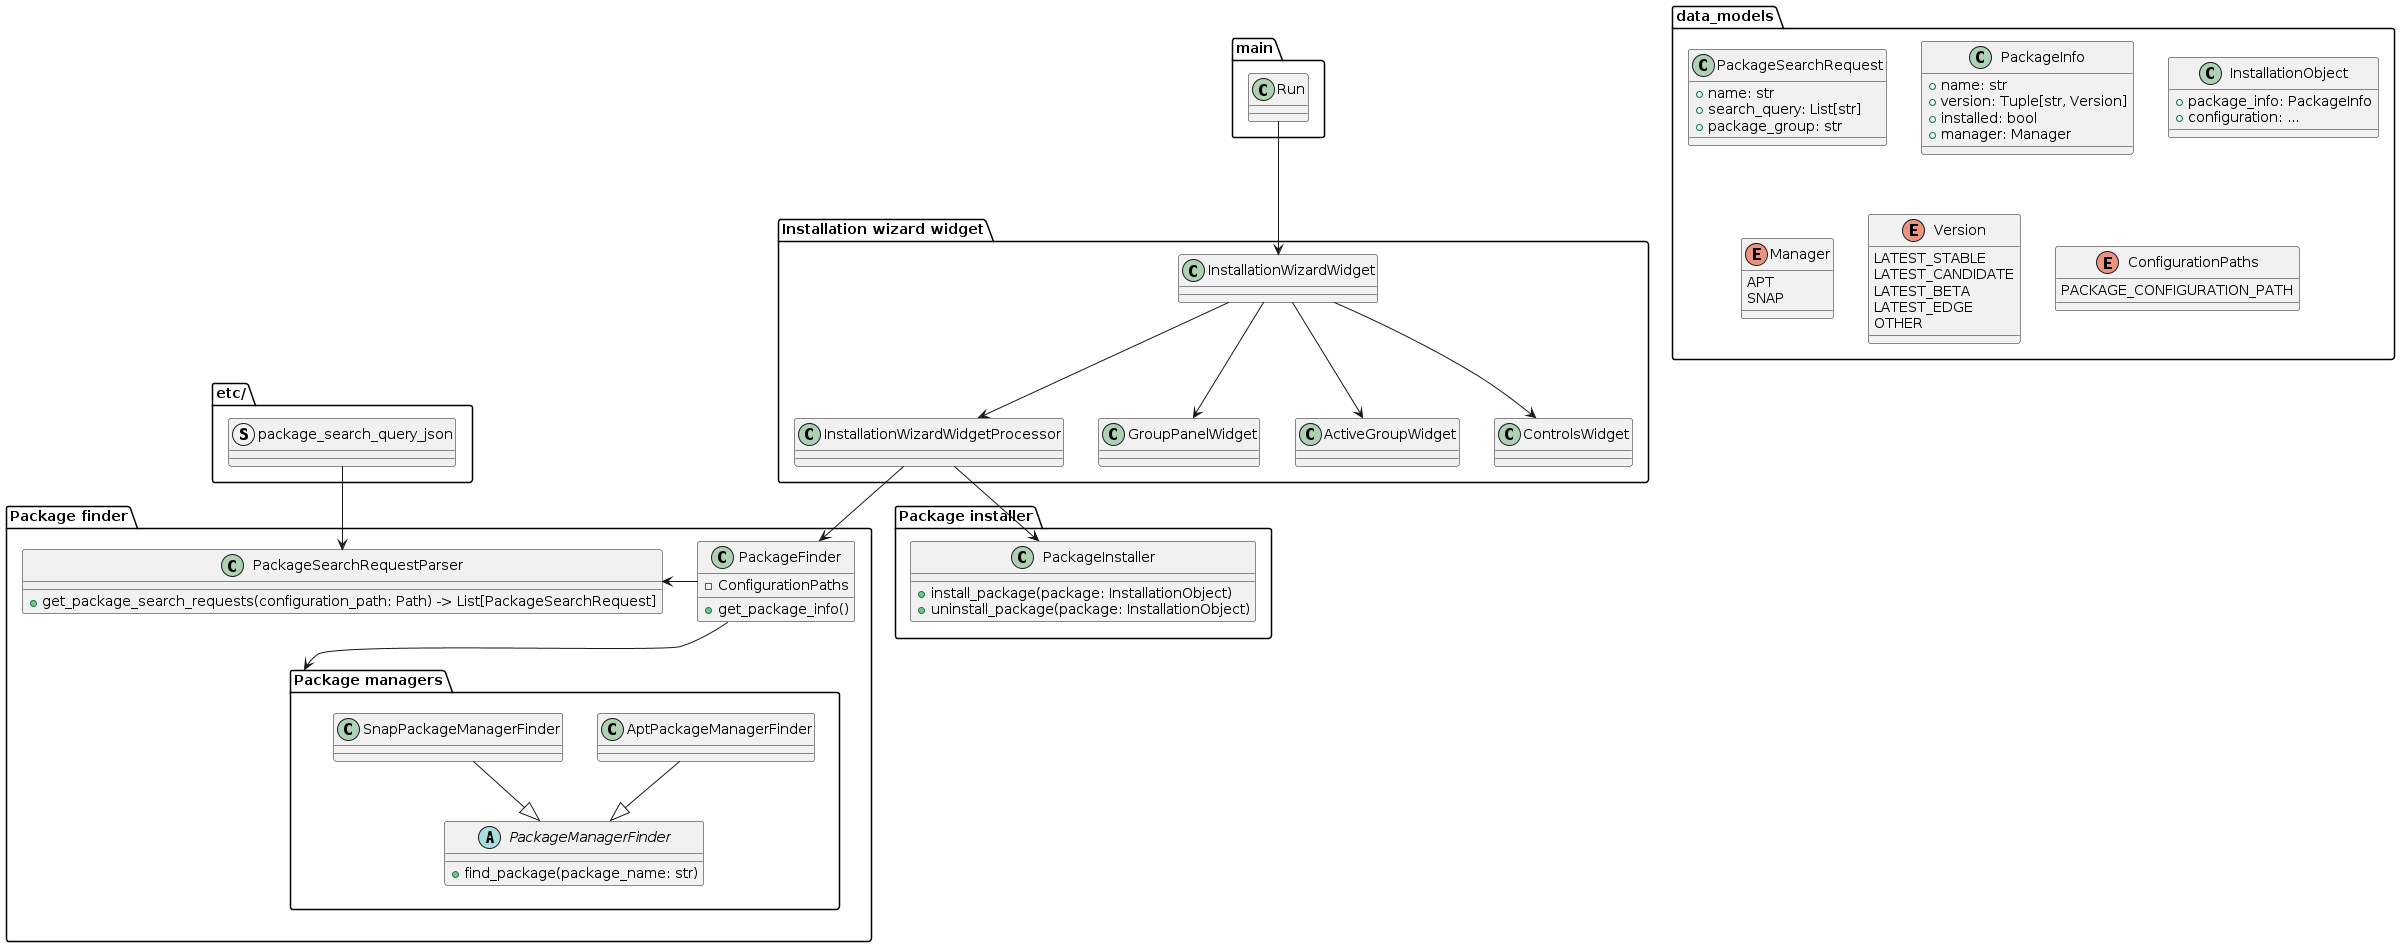 data_models
C PackageSearchRequest
+ name: str
+ search_query: List[str]
+ package_group: str
C PackageInfo
+ name: str
+ version: Tuple[str, Version]
+ installed: bool
+ manager: Manager
C InstallationObject
+ package_info: PackageInfo
+ configuration: ...
E Manager
APT
SNAP
E Version
LATEST_STABLE
LATEST_CANDIDATE
LATEST_BETA
LATEST_EDGE
OTHER
E ConfigurationPaths
PACKAGE_CONFIGURATION_PATH
main
C Run
Installation wizard widget
C InstallationWizardWidget
C InstallationWizardWidgetProcessor
C GroupPanelWidget
C ActiveGroupWidget
C ControlsWidget
etc/
S package_search_query_json
Package finder
C PackageSearchRequestParser
get_package_search_requests(configuration_path: Path) -> List[PackageSearchRequest]
C PackageFinder
ConfigurationPaths
get_package_info()
Package managers
C SnapPackageManagerFinder
C AptPackageManagerFinder
A PackageManagerFinder
find_package(package_name: str)
Package installer
C PackageInstaller
install_package(package: InstallationObject)
uninstall_package(package: InstallationObject)